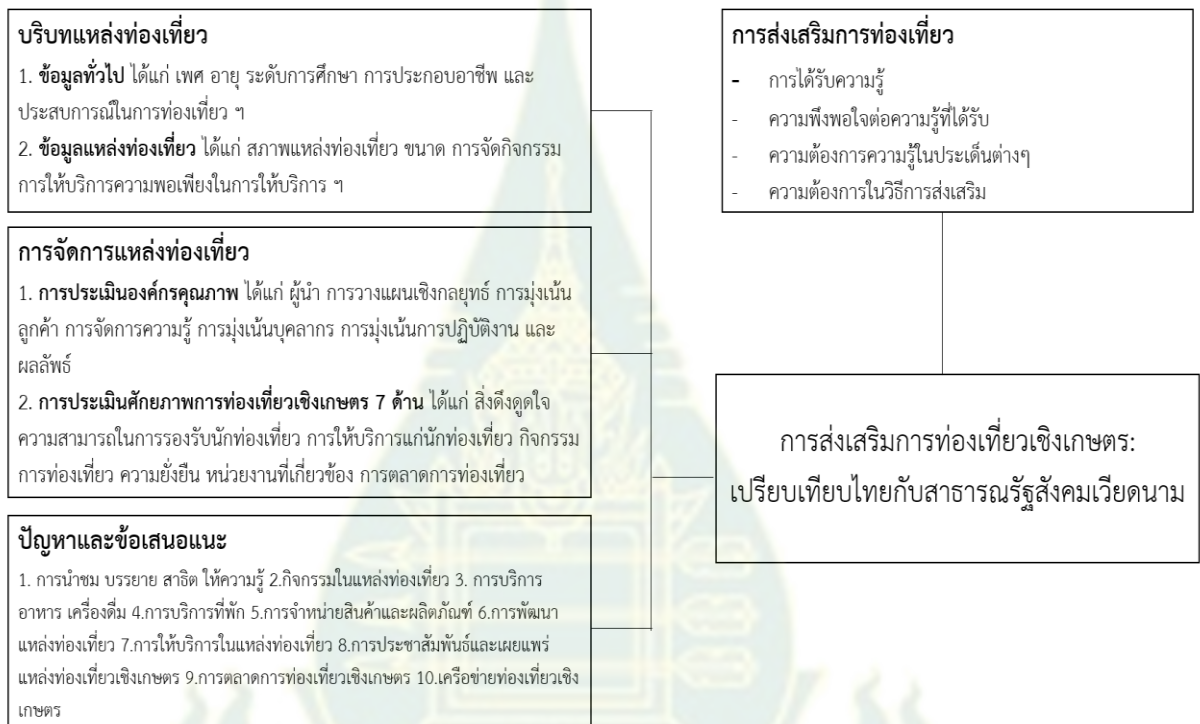 บริบทแหล่งท่องเที่ยว
1. ข้อมูลทั่วไป ได้แก่ เพศ อายุ ระดับการศึกษา การประกอบอาชีพ และ
ประสบการณ์ในการท่องเที่ยว ฯ
2. ข้อมูลแหล่งท่องเที่ยว ได้แก่ สภาพแหล่งท่องเที่ยว ขนาด การจัดกิจกรรม
การให้บริการความพอเพียงในการให้บริการ ฯ
การจัดการแหล่งท่องเที่ยว
1. การประเมินองค์กรคุณภาพ ได้แก่ ผู้นำ การวางแผนเชิงกลยุทธ์ การมุ่งเน้น
ลูกค้า การจัดการความรู้ การมุ่งเน้นบุคลากร การมุ่งเน้นการปฏิบัติงาน และ
ผลลัพธ์
2. การประเมินศักยภาพการท่องเที่ยวเชิงเกษตร 7 ด้าน ได้แก่ สิ่งดึงดูดใจ
ความสามารถในการรองรับนักท่องเที่ยว การให้บริการแก่นักท่องเที่ยว กิจกรรม
การท่องเที่ยว ความยั่งยืน หน่วยงานที่เกี่ยวข้อง การตลาดการท่องเที่ยว
ปัญหาและข้อเสนอแนะ
1. การนำชม บรรยาย สาธิต ให้ความรู้ 2.กิจกรรมในแหล่งท่องเที่ยว 3. การบริการ
อาหาร เครื่องดื่ม 4.การบริการที่พัก 5.การจำหน่ายสินค้าและผลิตภัณฑ์ 6.การพัฒนา
แหล่งท่องเที่ยว 7.การให้บริการในแหล่งท่องเที่ยว 8.การประชาสัมพันธ์และเผยแพร่
แหล่งท่องเที่ยวเชิงเกษตร 9.การตลาดการท่องเที่ยวเชิงเกษตร 10.เครือข่ายท่องเที่ยวเชิง
เกษตร
การส่งเสริมการท่องเที่ยว
- การได้รับความรู้
- ความพึงพอใจต่อความรู้ที่ได้รับ
- ความต้องการความรู้ในประเด็นต่างๆ
- ความต้องการในวิธีการส่งเสริม
การส่งเสริมการท่องเที่ยวเชิงเกษตร:
เปรียบเทียบไทยกับสาธารณรัฐสังคมเวียดนาม